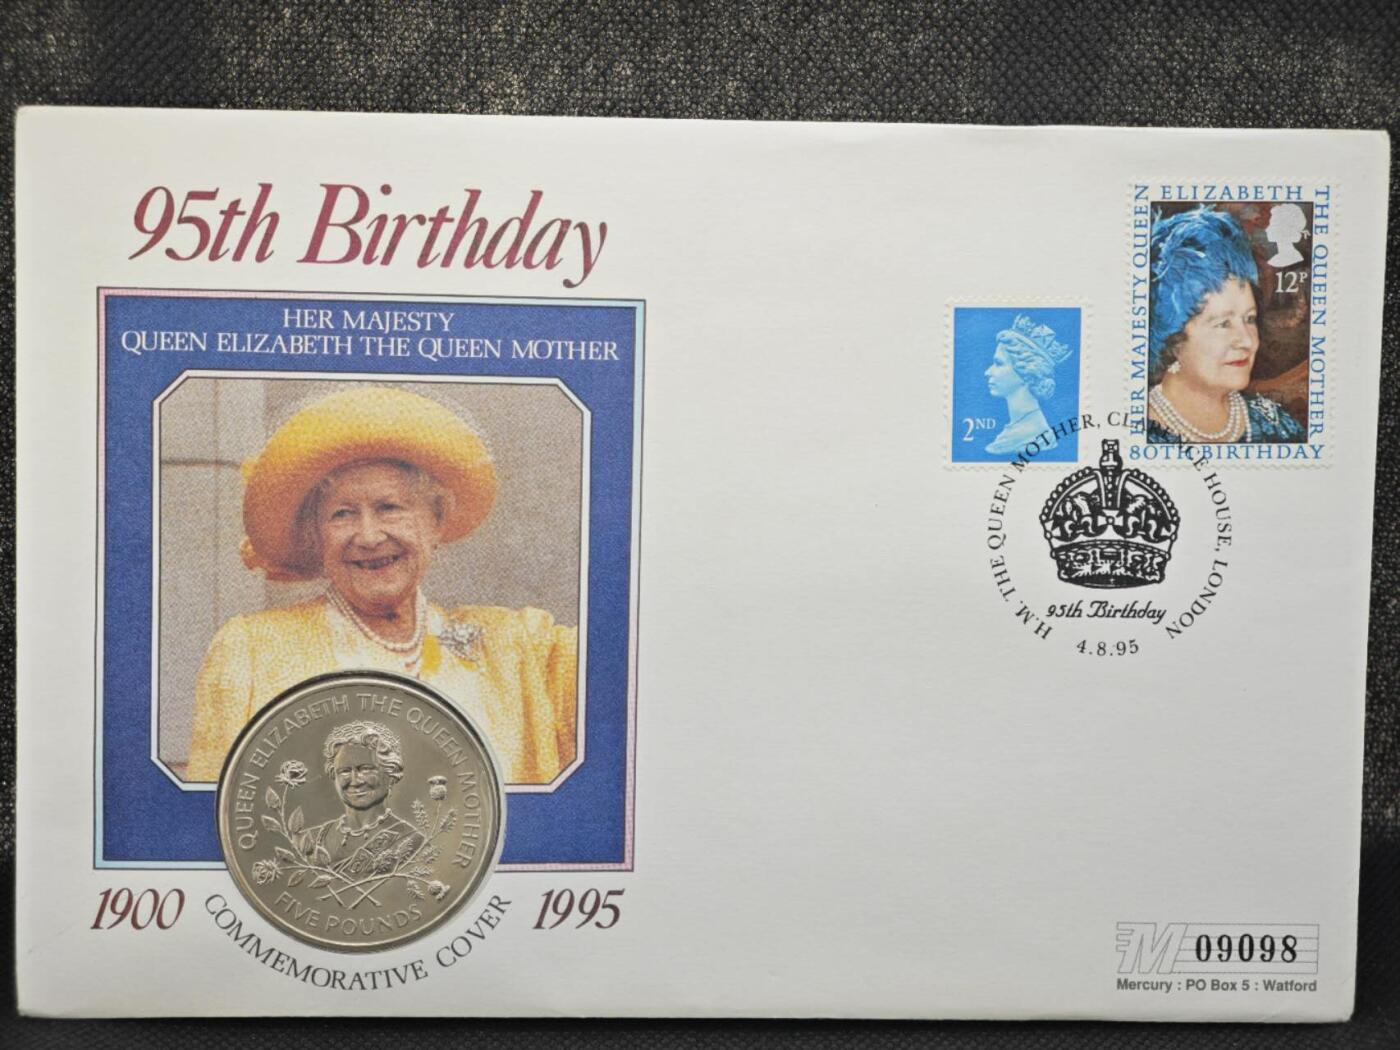 95th Birthday
HER MAJESTY
QUEEN ELIZABETH THE QUEEN MOTHER
QUEEN ELIZABETH THE QUEEN MOTHER
FIVE POUNDS
1900
1995
COMMEMORATIVE COVER
2ND
HER MAJESTY QUEEN
ELIZABETH
THE QUEEN MOTHER
12P
80TH BIRTHDAY
H.M. THE QUEEN MOTHER, CLARENCE HOUSE, LONDON
95th Birthday
4.8.95
M 09098
Mercury : PO Box 5 : Watford